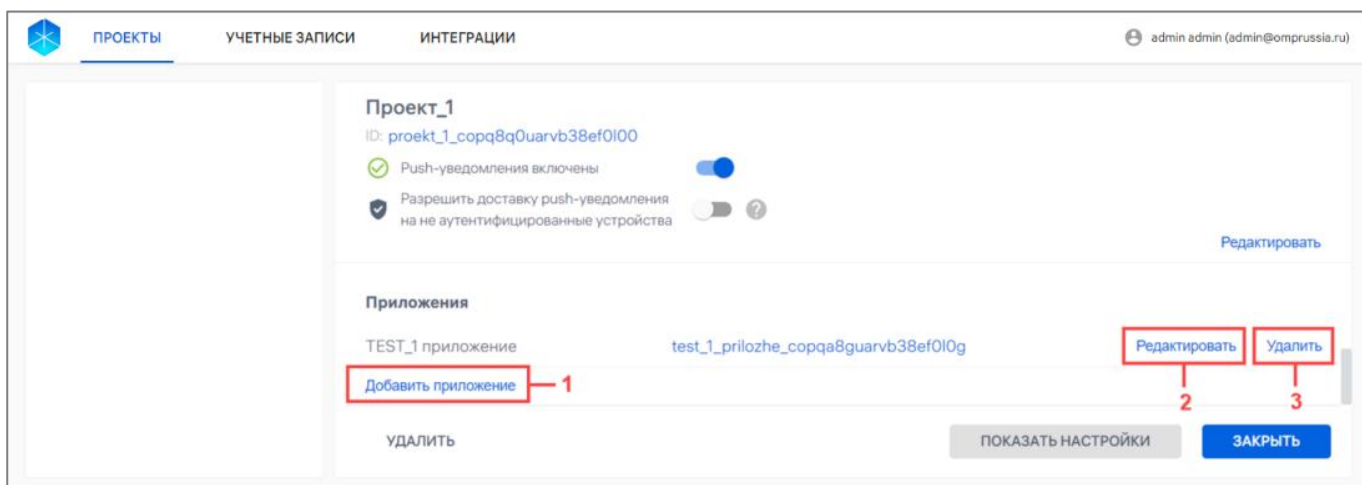 ПРОЕКТЫ УЧЕТНЫЕ ЗАПИСИ ИНТЕГРАЦИИ admin admin (admin@omprussia.ru)
Проект_1
ID: proekt_1_copq8q0uarvb38ef0l00
Push-уведомления включены
Разрешить доставку push-уведомления
на не аутентифицированные устройства ?
Редактировать
Приложения
TEST_1 приложение test_1_prilozhe_copqa8guarvb38ef0l0g Редактировать Удалить
Добавить приложение 1
2 3
УДАЛИТЬ ПОКАЗАТЬ НАСТРОЙКИ ЗАКРЫТЬ